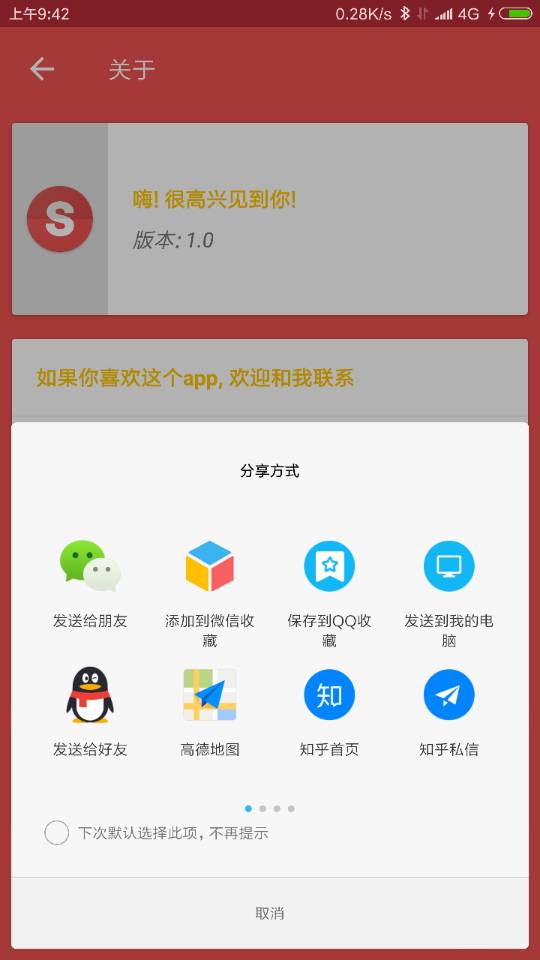 上午9:42 0.28K/s 4G
关于
S
嗨! 很高兴见到你!
版本: 1.0
如果你喜欢这个app, 欢迎和我联系
分享方式
发送给朋友 添加到微信收 保存到QQ收 发送到我的电
藏 藏 脑
知
发送给好友 高德地图 知乎首页 知乎私信
下次默认选择此项，不再提示
取消